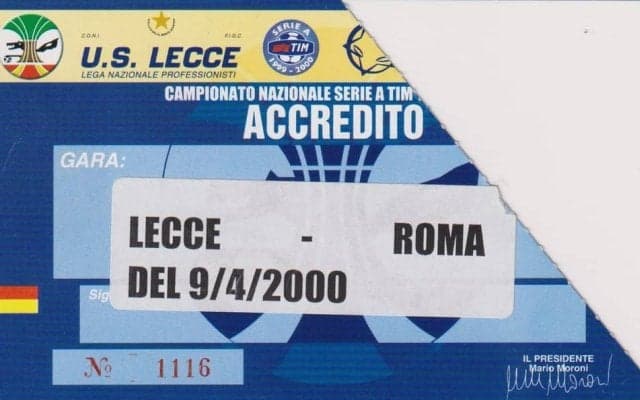 C.O.N.I.
F.I.G.C.
U.S. LECCE
LEGA NAZIONALE PROFESSIONISTI
SERIE A
TIM
1999 - 2000
CAMPIONATO NAZIONALE SERIE A TIM
ACCREDITO
GARA:
LECCE - ROMA
DEL 9/4/2000
Sig
Nº 1116
IL PRESIDENTE
Mario Moroni